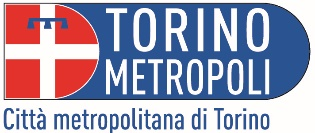 TORINO
METROPOLI
Città metropolitana di Torino